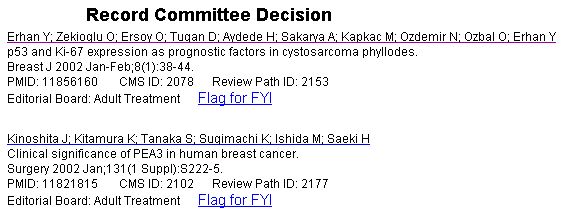 Record Committee Decision
Erhan Y; Zekioglu O; Ersoy O; Tugan D; Aydede H; Sakarya A; Kapkac M; Ozdemir N; Ozbal O; Erhan Y
p53 and Ki-67 expression as prognostic factors in cystosarcoma phyllodes.
Breast J 2002 Jan-Feb;8(1):38-44.
PMID: 11856160 CMS ID: 2078 Review Path ID: 2153
Editorial Board: Adult Treatment Flag for FYI
Kinoshita J; Kitamura K; Tanaka S; Sugimachi K; Ishida M; Saeki H
Clinical significance of PEA3 in human breast cancer.
Surgery 2002 Jan;131(1 Suppl):S222-5.
PMID: 11821815 CMS ID: 2102 Review Path ID: 2177
Editorial Board: Adult Treatment Flag for FYI